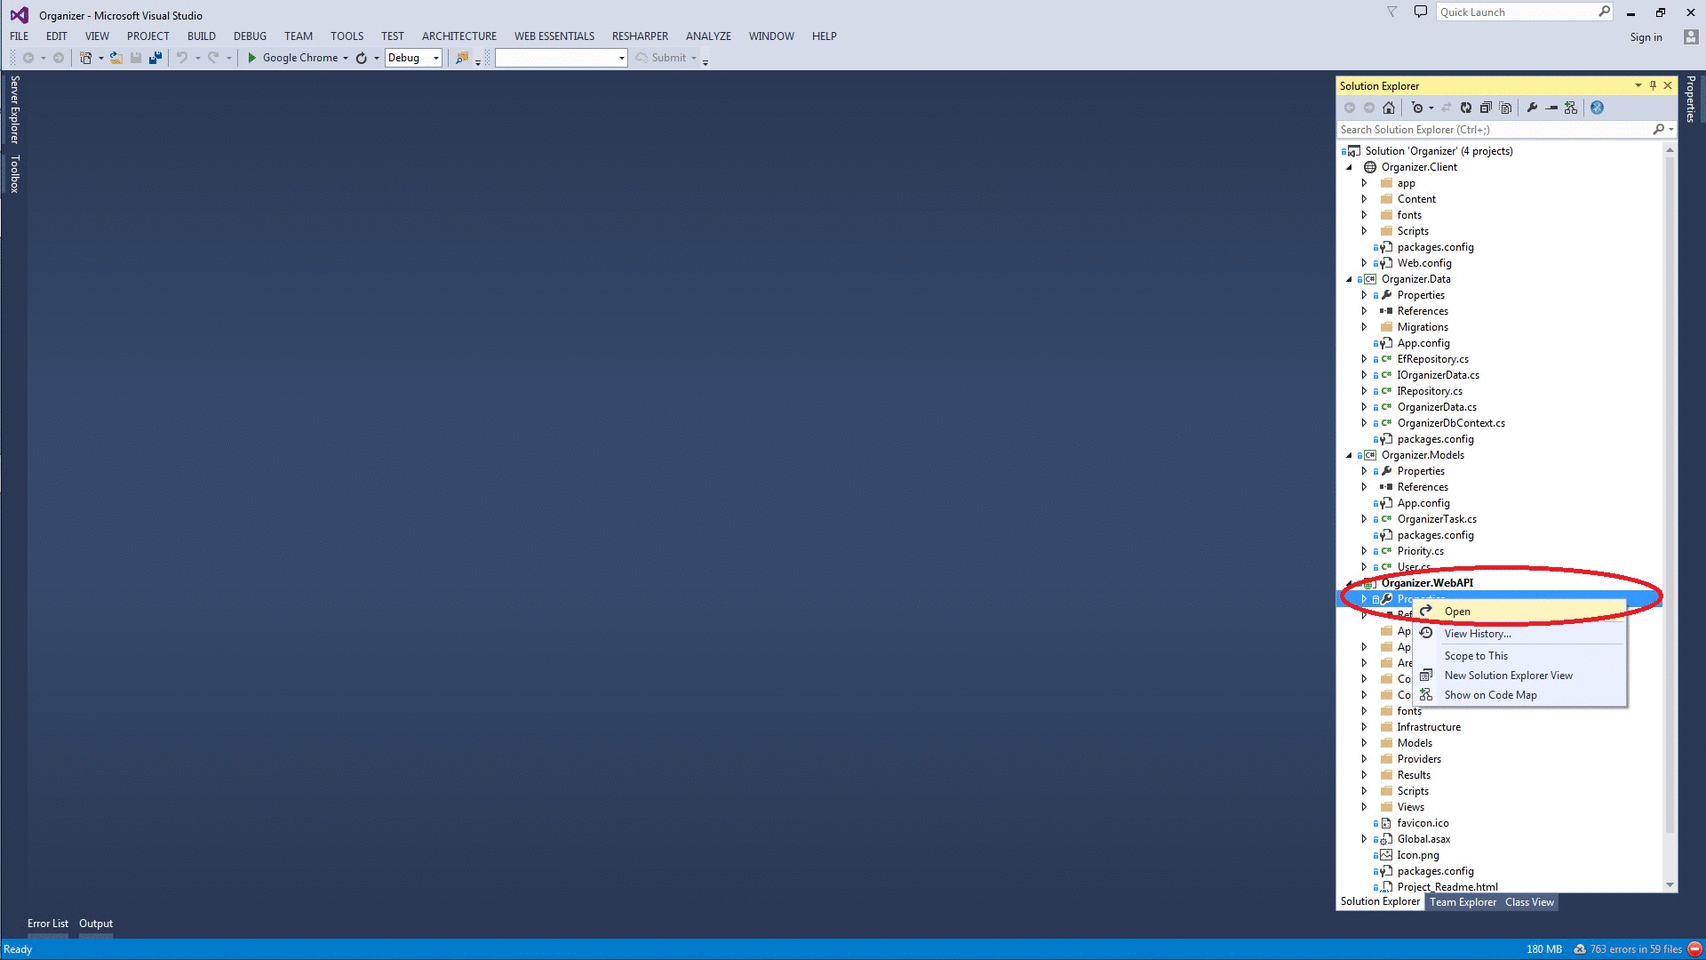 Organizer - Microsoft Visual Studio
Quick Launch
FILE EDIT VIEW PROJECT BUILD DEBUG TEAM TOOLS TEST ARCHITECTURE WEB ESSENTIALS RESHARPER ANALYZE WINDOW HELP
Sign in
Google Chrome
Debug
Submit
Server Explorer
Toolbox
Properties
Solution Explorer
Search Solution Explorer (Ctrl+;)
Solution 'Organizer' (4 projects)
Organizer.Client
app
Content
fonts
Scripts
packages.config
Web.config
Organizer.Data
Properties
References
Migrations
App.config
EfRepository.cs
IOrganizerData.cs
IRepository.cs
OrganizerData.cs
OrganizerDbContext.cs
packages.config
Organizer.Models
Properties
References
App.config
OrganizerTask.cs
packages.config
Priority.cs
User.cs
Organizer.WebAPI
Properties
Open
View History...
Scope to This
New Solution Explorer View
Show on Code Map
Ref
Ap
Ap
Are
Co
Co
fonts
Infrastructure
Models
Providers
Results
Scripts
Views
favicon.ico
Global.asax
Icon.png
packages.config
Project_Readme.html
Solution Explorer Team Explorer Class View
Error List Output
Ready
180 MB 763 errors in 59 files